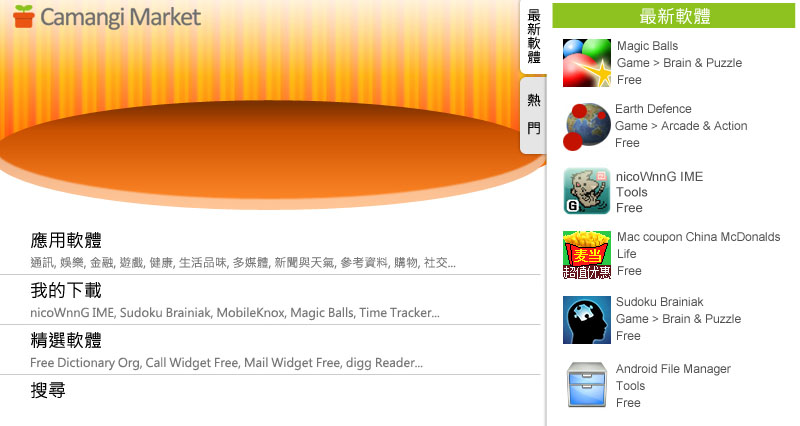 Camangi Market
應用軟體
通訊, 娛樂, 金融, 遊戲, 健康, 生活品味, 多媒體, 新聞與天氣, 參考資料, 購物, 社交...
我的下載
nicoWnnG IME, Sudoku Brainiak, MobileKnox, Magic Balls, Time Tracker...
精選軟體
Free Dictionary Org, Call Widget Free, Mail Widget Free, digg Reader...
搜尋
最新軟體
熱門
最新軟體
Magic Balls
Game > Brain & Puzzle
Free
Earth Defence
Game > Arcade & Action
Free
G
nicoWnnG IME
Tools
Free
麦当
超值优惠
Mac coupon China McDonalds
Life
Free
Sudoku Brainiak
Game > Brain & Puzzle
Free
Android File Manager
Tools
Free